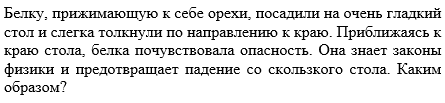 Белку, прижимающую к себе орехи, посадили на очень гладкий
стол и слегка толкнули по направлению к краю. Приближаясь к
краю стола, белка почувствовала опасность. Она знает законы
физики и предотвращает падение со скользкого стола. Каким
образом?